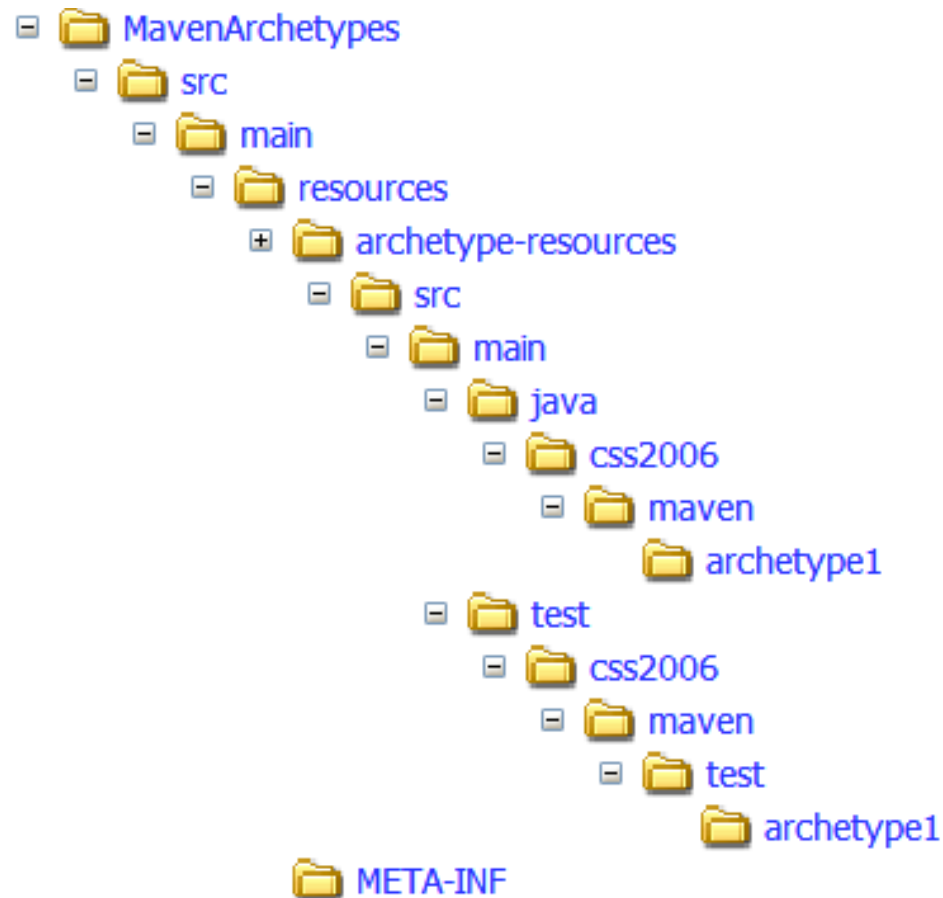 MavenArchetypes
src
main
resources
archetype-resources
src
main
java
css2006
maven
archetype1
test
css2006
maven
test
archetype1
META-INF